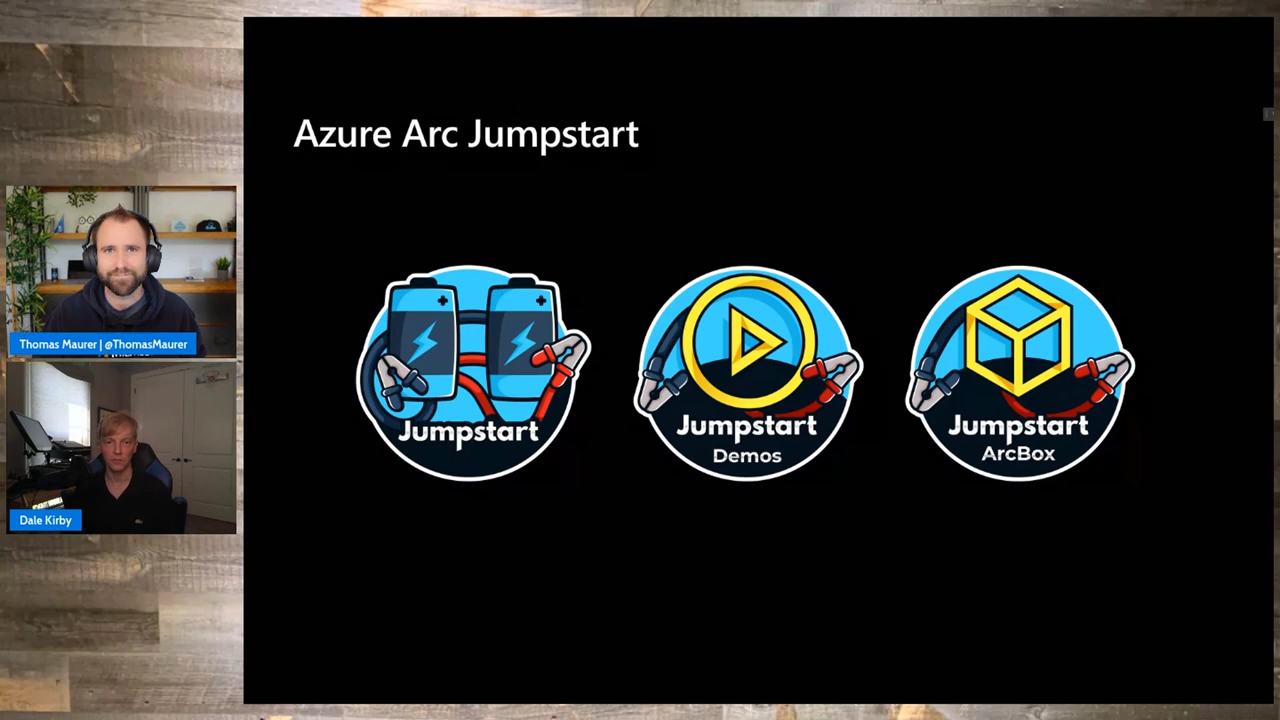 Azure Arc Jumpstart
Thomas Maurer | @ThomasMaurer
Dale Kirby
Jumpstart
Jumpstart
Demos
Jumpstart
ArcBox